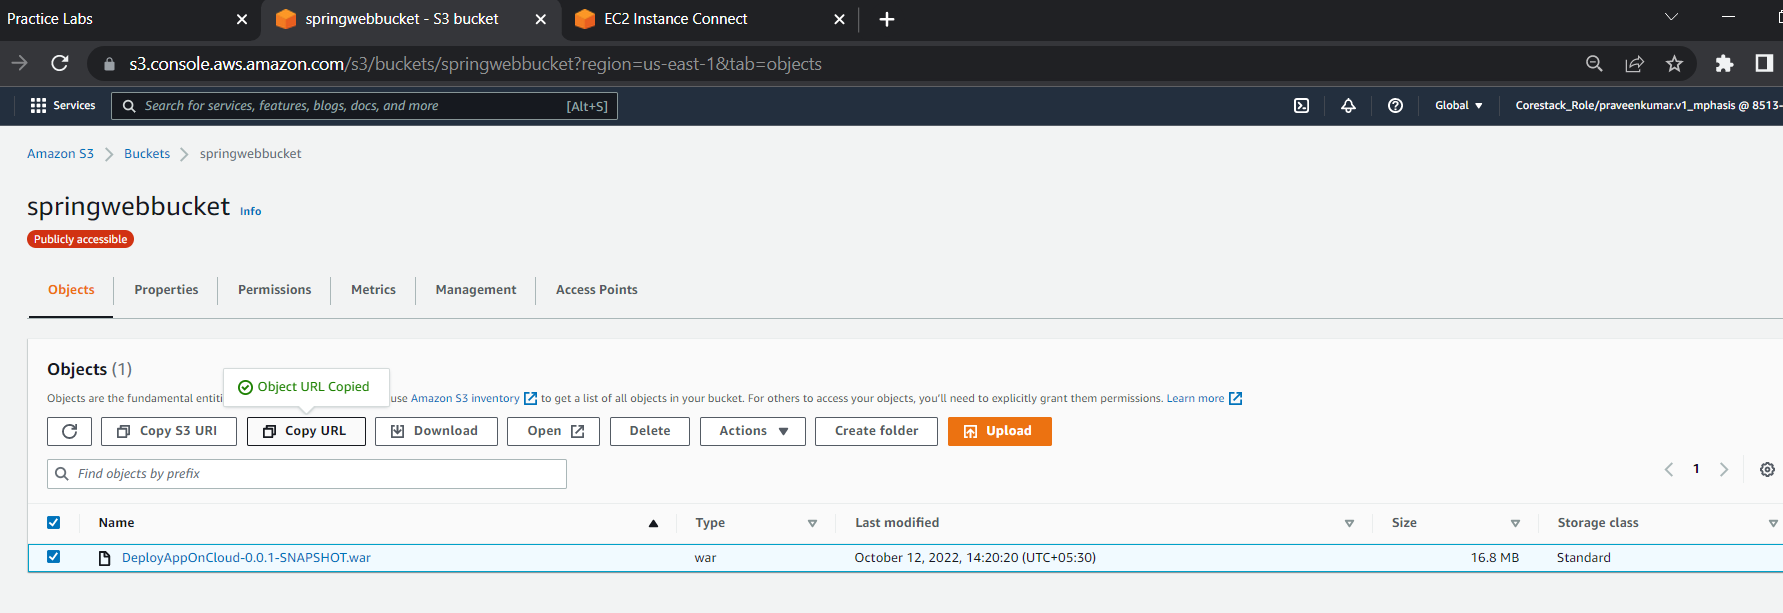 Practice Labs
springwebbucket - S3 bucket
EC2 Instance Connect
s3.console.aws.amazon.com/s3/buckets/springwebbucket?region=us-east-1&tab=objects
Services
Search for services, features, blogs, docs, and more
[Alt+S]
Global
Corestack_Role/praveenkumar.v1_mphasis @ 8513-
Amazon S3
Buckets
springwebbucket
springwebbucket
Info
Publicly accessible
Objects
Properties
Permissions
Metrics
Management
Access Points
Objects (1)
Object URL Copied
Objects are the fundamental entiti
use Amazon S3 inventory
to get a list of all objects in your bucket. For others to access your objects, you'll need to explicitly grant them permissions. Learn more
Copy S3 URI
Copy URL
Download
Open
Delete
Actions
Create folder
Upload
Find objects by prefix
1
Name
Type
Last modified
Size
Storage class
DeployAppOnCloud-0.0.1-SNAPSHOT.war
war
October 12, 2022, 14:20:20 (UTC+05:30)
16.8 MB
Standard